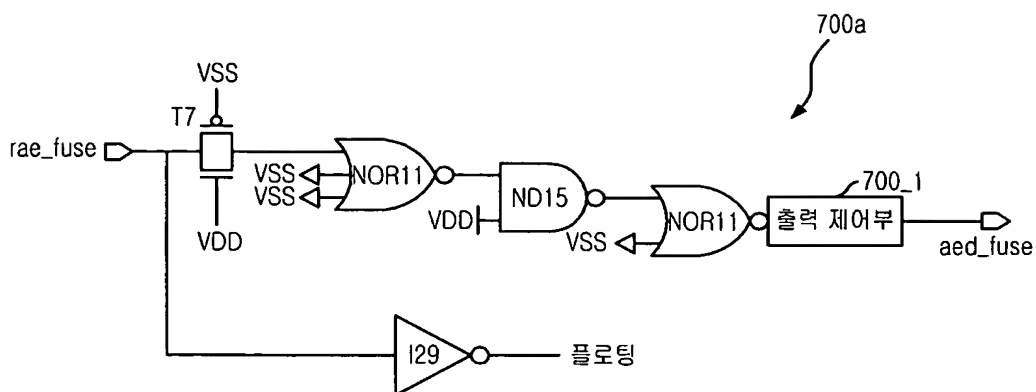 700a
VSS
T7
rae_fuse
VDD
VSS
VSS
NOR11
VDD
ND15
VSS
NOR11
700_1
출력 제어부
aed_fuse
I29
플로팅